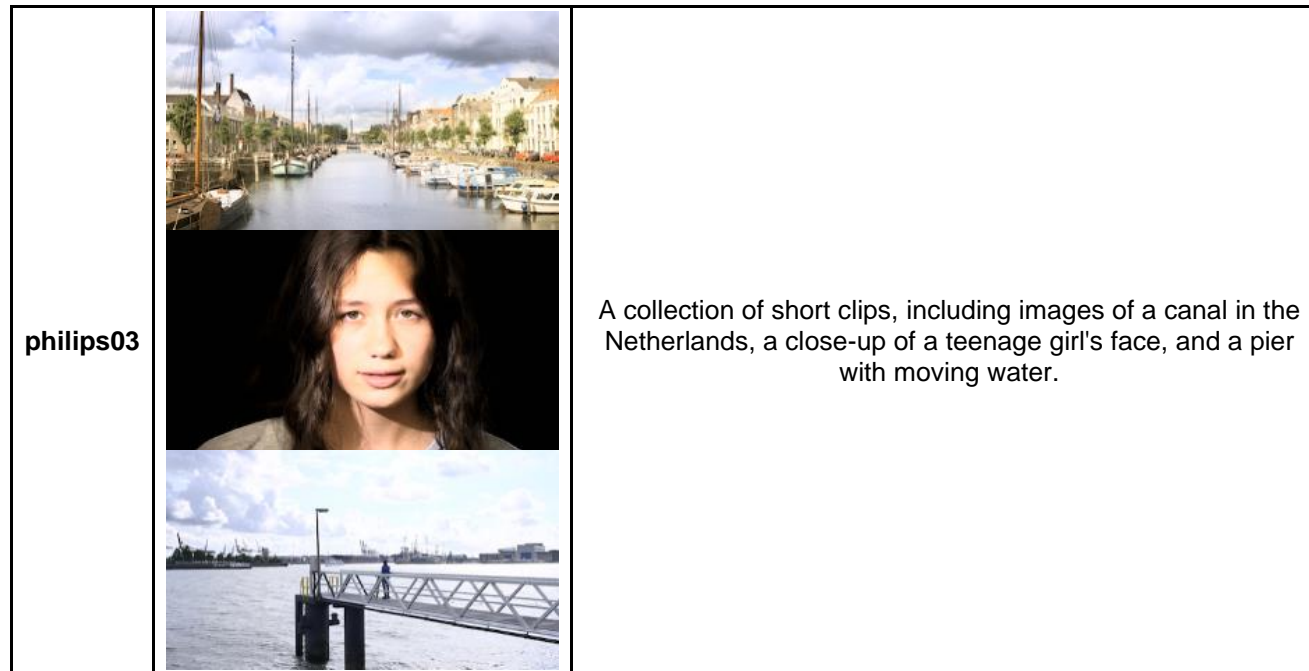 philips03
A collection of short clips, including images of a canal in the
Netherlands, a close-up of a teenage girl's face, and a pier
with moving water.